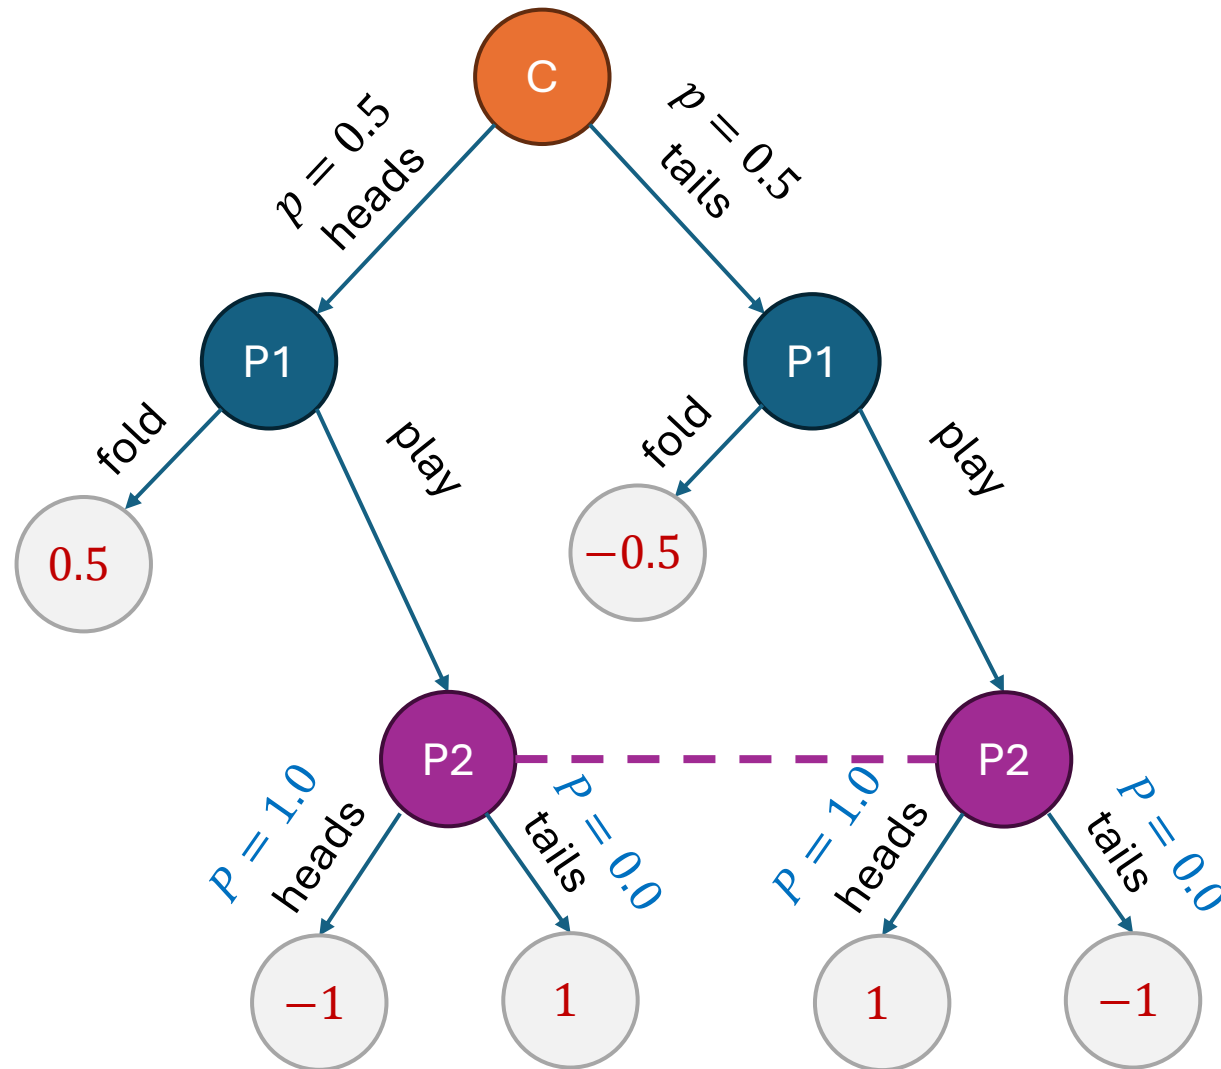 C
p = 0.5
heads
p = 0.5
tails
P1
P1
fold
play
fold
play
0.5
−0.5
P2
P2
P = 1.0
heads
P = 0.0
tails
P = 1.0
heads
P = 0.0
tails
−1
1
1
−1